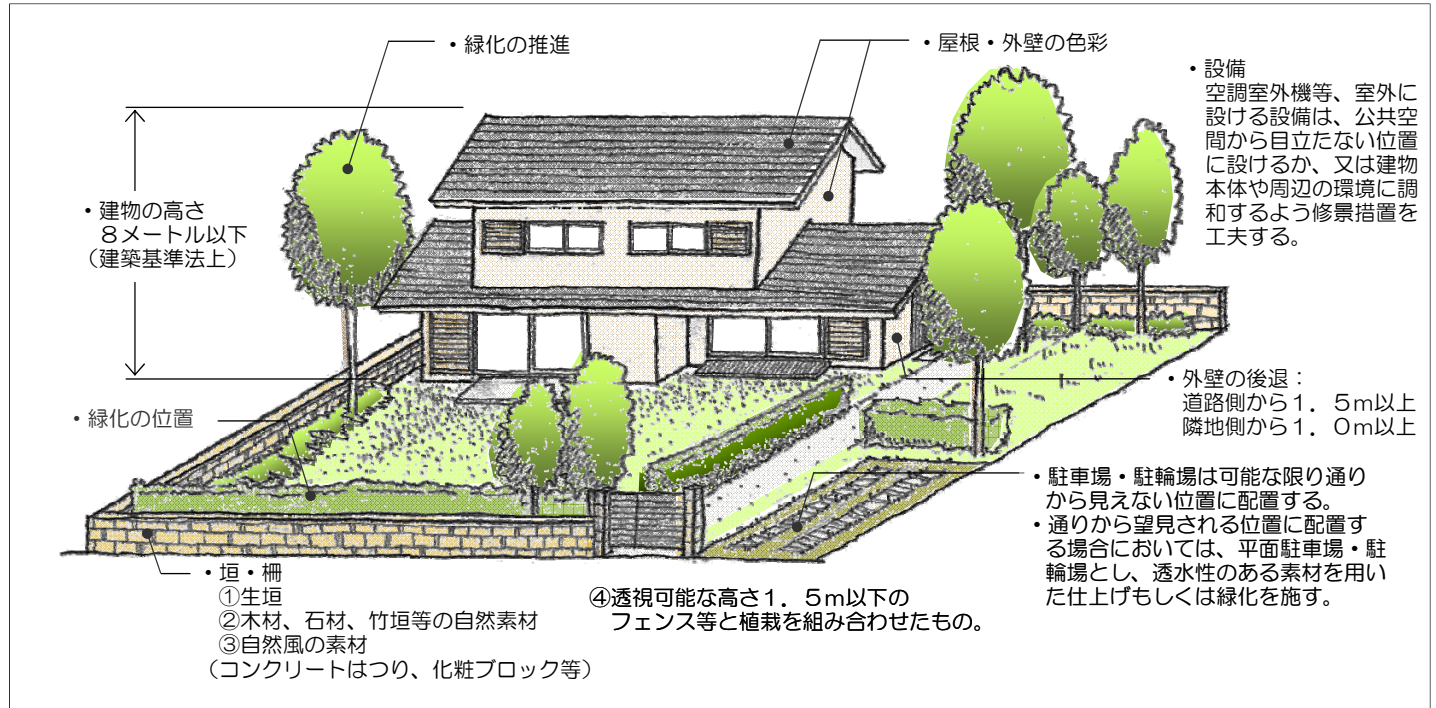 ・緑化の推進
・屋根・外壁の色彩
・設備
空調室外機等、室外に
設ける設備は、公共空
間から目立たない位置
に設けるか、又は建物
本体や周辺の環境に調
和するよう修景措置を
工夫する。
・建物の高さ
８メートル以下
（建築基準法上）
・緑化の位置
・外壁の後退：
道路側から１．５ｍ以上
隣地側から１．０ｍ以上
・駐車場・駐輪場は可能な限り通り
から見えない位置に配置する。
・通りから望見される位置に配置す
る場合においては、平面駐車場・駐
輪場とし、透水性のある素材を用い
た仕上げもしくは緑化を施す。
・垣・柵
①生垣
②木材、石材、竹垣等の自然素材
③自然風の素材
（コンクリートはつり、化粧ブロック等）
④透視可能な高さ１．５ｍ以下の
フェンス等と植栽を組み合わせたもの。